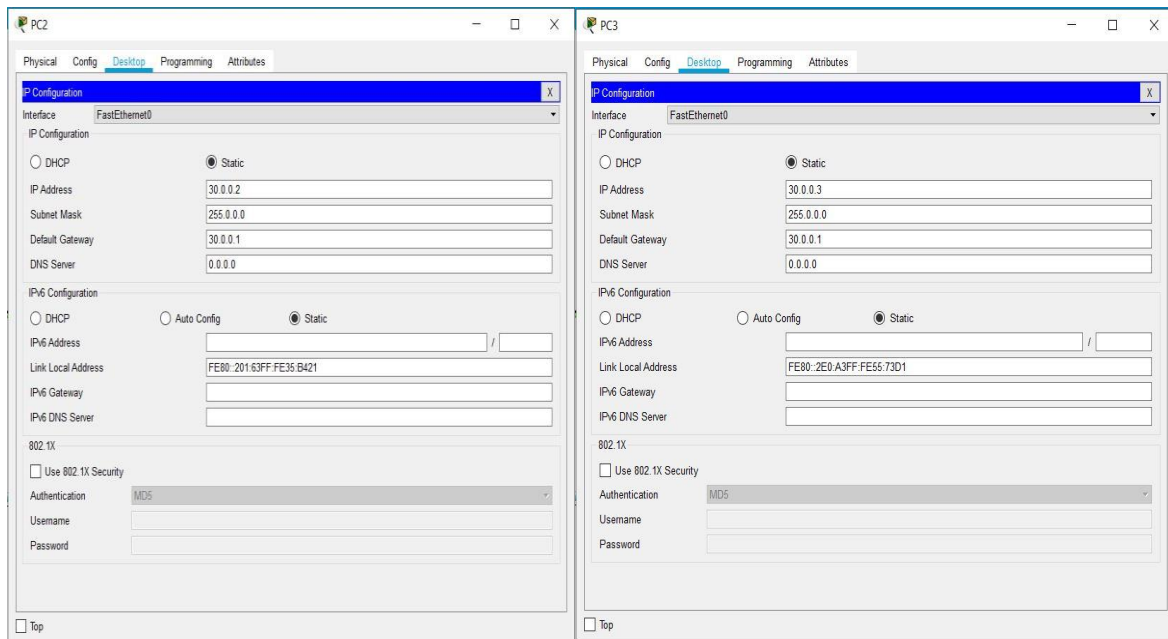 PC2
Physical Config Desktop Programming Attributes
IP Configuration X
Interface FastEthernet0
IP Configuration
DHCP Static
IP Address 30.0.0.2
Subnet Mask 255.0.0.0
Default Gateway 30.0.0.1
DNS Server 0.0.0.0
IPv6 Configuration
DHCP Auto Config Static
IPv6 Address /
Link Local Address FE80::201:63FF:FE35:B421
IPv6 Gateway
IPv6 DNS Server
802.1X
Use 802.1X Security
Authentication MD5
Username
Password
Top
PC3
Physical Config Desktop Programming Attributes
IP Configuration X
Interface FastEthernet0
IP Configuration
DHCP Static
IP Address 30.0.0.3
Subnet Mask 255.0.0.0
Default Gateway 30.0.0.1
DNS Server 0.0.0.0
IPv6 Configuration
DHCP Auto Config Static
IPv6 Address /
Link Local Address FE80::2E0:A3FF:FE55:73D1
IPv6 Gateway
IPv6 DNS Server
802.1X
Use 802.1X Security
Authentication MD5
Username
Password
Top